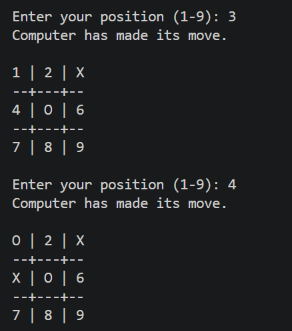 Enter your position (1-9): 3
Computer has made its move.
1 | 2 | X
--+---+--
4 | O | 6
--+---+--
7 | 8 | 9
Enter your position (1-9): 4
Computer has made its move.
O | 2 | X
--+---+--
X | O | 6
--+---+--
7 | 8 | 9